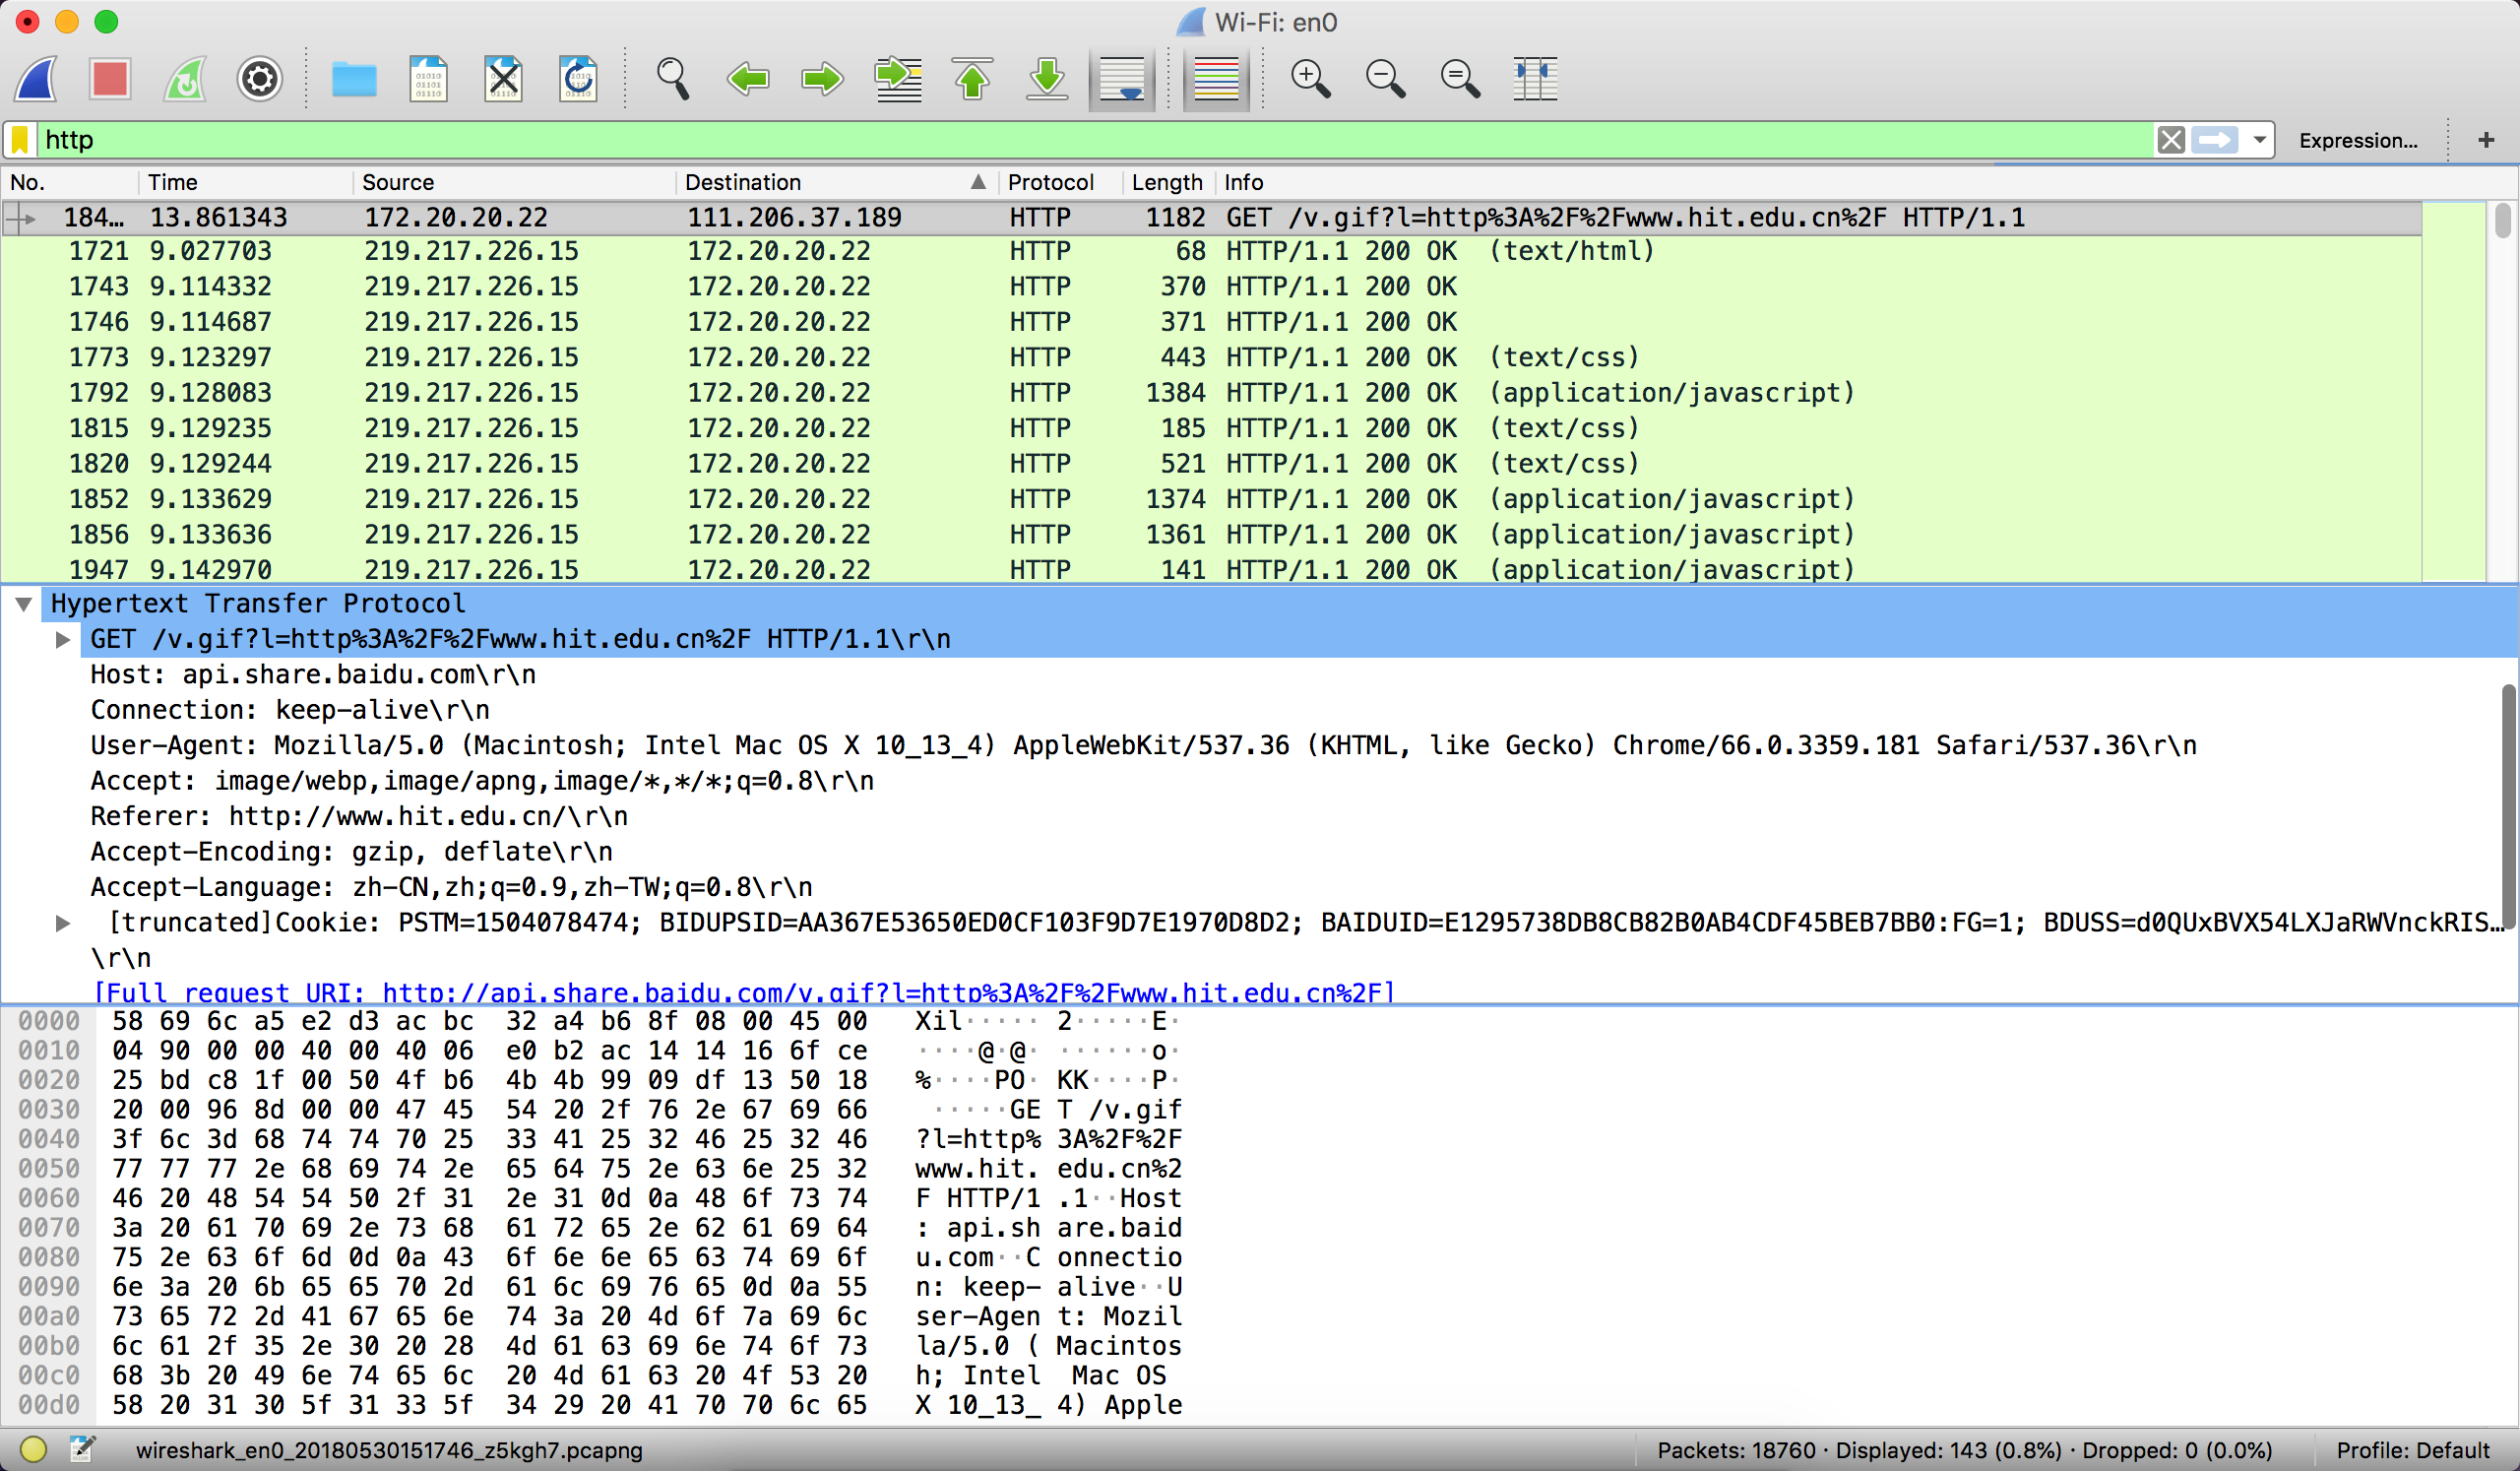 Wi-Fi: en0
http
Expression...
+
No. Time Source Destination Protocol Length Info
184... 13.861343 172.20.20.22 111.206.37.189 HTTP 1182 GET /v.gif?l=http%3A%2F%2Fwww.hit.edu.cn%2F HTTP/1.1
1721 9.027703 219.217.226.15 172.20.20.22 HTTP 68 HTTP/1.1 200 OK (text/html)
1743 9.114332 219.217.226.15 172.20.20.22 HTTP 370 HTTP/1.1 200 OK
1746 9.114687 219.217.226.15 172.20.20.22 HTTP 371 HTTP/1.1 200 OK
1773 9.123297 219.217.226.15 172.20.20.22 HTTP 443 HTTP/1.1 200 OK (text/css)
1792 9.128083 219.217.226.15 172.20.20.22 HTTP 1384 HTTP/1.1 200 OK (application/javascript)
1815 9.129235 219.217.226.15 172.20.20.22 HTTP 185 HTTP/1.1 200 OK (text/css)
1820 9.129244 219.217.226.15 172.20.20.22 HTTP 521 HTTP/1.1 200 OK (text/css)
1852 9.133629 219.217.226.15 172.20.20.22 HTTP 1374 HTTP/1.1 200 OK (application/javascript)
1856 9.133636 219.217.226.15 172.20.20.22 HTTP 1361 HTTP/1.1 200 OK (application/javascript)
1947 9.142970 219.217.226.15 172.20.20.22 HTTP 141 HTTP/1.1 200 OK (application/javascript)
Hypertext Transfer Protocol
GET /v.gif?l=http%3A%2F%2Fwww.hit.edu.cn%2F HTTP/1.1\r\n
Host: api.share.baidu.com\r\n
Connection: keep-alive\r\n
User-Agent: Mozilla/5.0 (Macintosh; Intel Mac OS X 10_13_4) AppleWebKit/537.36 (KHTML, like Gecko) Chrome/66.0.3359.181 Safari/537.36\r\n
Accept: image/webp,image/apng,image/*,*/*;q=0.8\r\n
Referer: http://www.hit.edu.cn/\r\n
Accept-Encoding: gzip, deflate\r\n
Accept-Language: zh-CN,zh;q=0.9,zh-TW;q=0.8\r\n
[truncated]Cookie: PSTM=1504078474; BIDUPSID=AA367E53650ED0CF103F9D7E1970D8D2; BAIDUID=E1295738DB8CB82B0AB4CDF45BEB7BB0:FG=1; BDUSS=d0QUxBVX54LXJaRWVnckRIS...
\r\n
[Full request URI: http://api.share.baidu.com/v.gif?l=http%3A%2F%2Fwww.hit.edu.cn%2F]
0000 58 69 6c a5 e2 d3 ac bc 32 a4 b6 8f 08 00 45 00 Xil····· 2·····E·
0010 04 90 00 00 40 00 40 06 e0 b2 ac 14 14 16 6f ce ····@·@· ······o·
0020 25 bd c8 1f 00 50 4f b6 4b 4b 99 09 df 13 50 18 %····PO· KK····P·
0030 20 00 96 8d 00 00 47 45 54 20 2f 76 2e 67 69 66 ·····GE T /v.gif
0040 3f 6c 3d 68 74 74 70 25 33 41 25 32 46 25 32 46 ?l=http% 3A%2F%2F
0050 77 77 77 2e 68 69 74 2e 65 64 75 2e 63 6e 25 32 www.hit. edu.cn%2
0060 46 20 48 54 54 50 2f 31 2e 31 0d 0a 48 6f 73 74 F HTTP/1 .1··Host
0070 3a 20 61 70 69 2e 73 68 61 72 65 2e 62 61 69 64 : api.sh are.baid
0080 75 2e 63 6f 6d 0d 0a 43 6f 6e 6e 65 63 74 69 6f u.com··C onnectio
0090 6e 3a 20 6b 65 65 70 2d 61 6c 69 76 65 0d 0a 55 n: keep- alive··U
00a0 73 65 72 2d 41 67 65 6e 74 3a 20 4d 6f 7a 69 6c ser-Agen t: Mozil
00b0 6c 61 2f 35 2e 30 20 28 4d 61 63 69 6e 74 6f 73 la/5.0 ( Macintos
00c0 68 3b 20 49 6e 74 65 6c 20 4d 61 63 20 4f 53 20 h; Intel Mac OS
00d0 58 20 31 30 5f 31 33 5f 34 29 20 41 70 70 6c 65 X 10_13_ 4) Apple
wireshark_en0_20180530151746_z5kgh7.pcapng
Packets: 18760 · Displayed: 143 (0.8%) · Dropped: 0 (0.0%)
Profile: Default